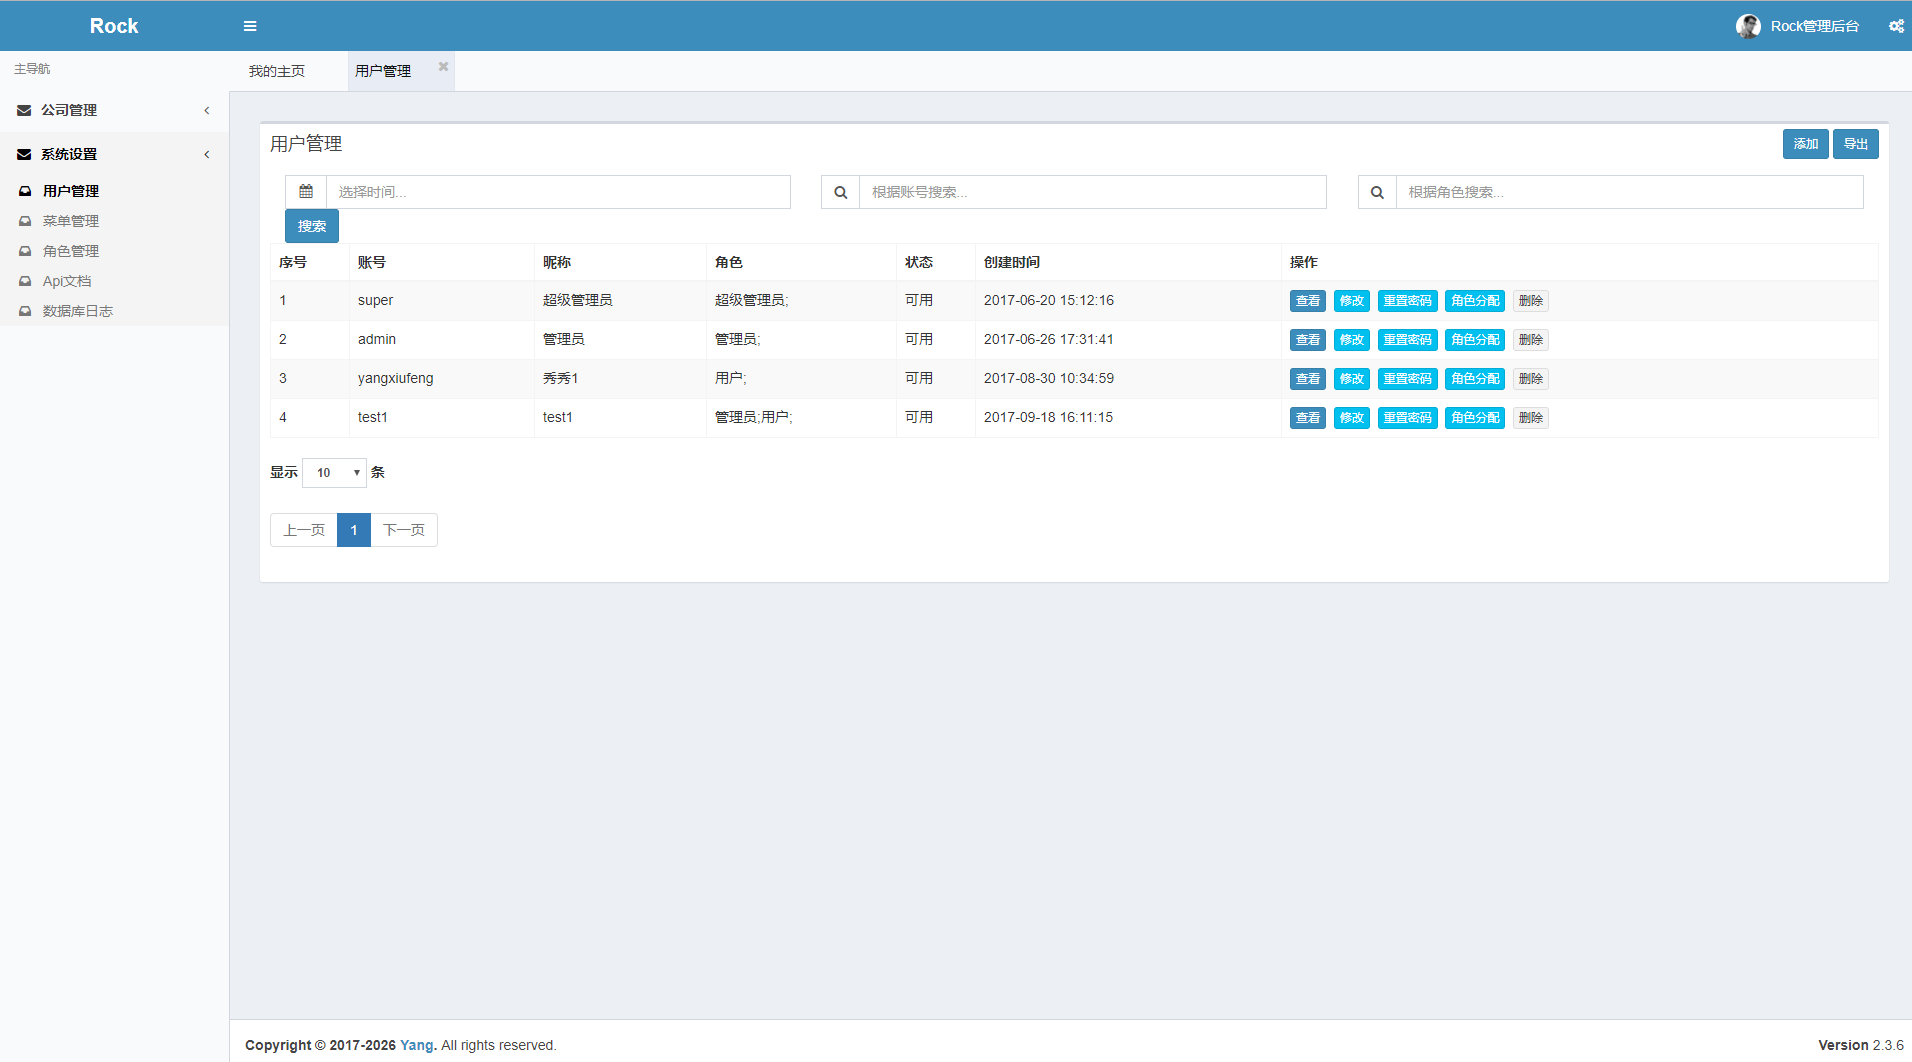 Rock
Rock管理后台
主导航
我的主页
用户管理
公司管理
系统设置
用户管理
菜单管理
角色管理
Api文档
数据库日志
用户管理
添加 导出
选择时间... 根据账号搜索... 根据角色搜索...
搜索
序号 账号 昵称 角色 状态 创建时间 操作
1 super 超级管理员 超级管理员; 可用 2017-06-20 15:12:16 查看 修改 重置密码 角色分配 删除
2 admin 管理员 管理员; 可用 2017-06-26 17:31:41 查看 修改 重置密码 角色分配 删除
3 yangxiufeng 秀秀1 用户; 可用 2017-08-30 10:34:59 查看 修改 重置密码 角色分配 删除
4 test1 test1 管理员;用户; 可用 2017-09-18 16:11:15 查看 修改 重置密码 角色分配 删除
显示 10 条
上一页 1 下一页
Copyright © 2017-2026 Yang. All rights reserved.
Version 2.3.6